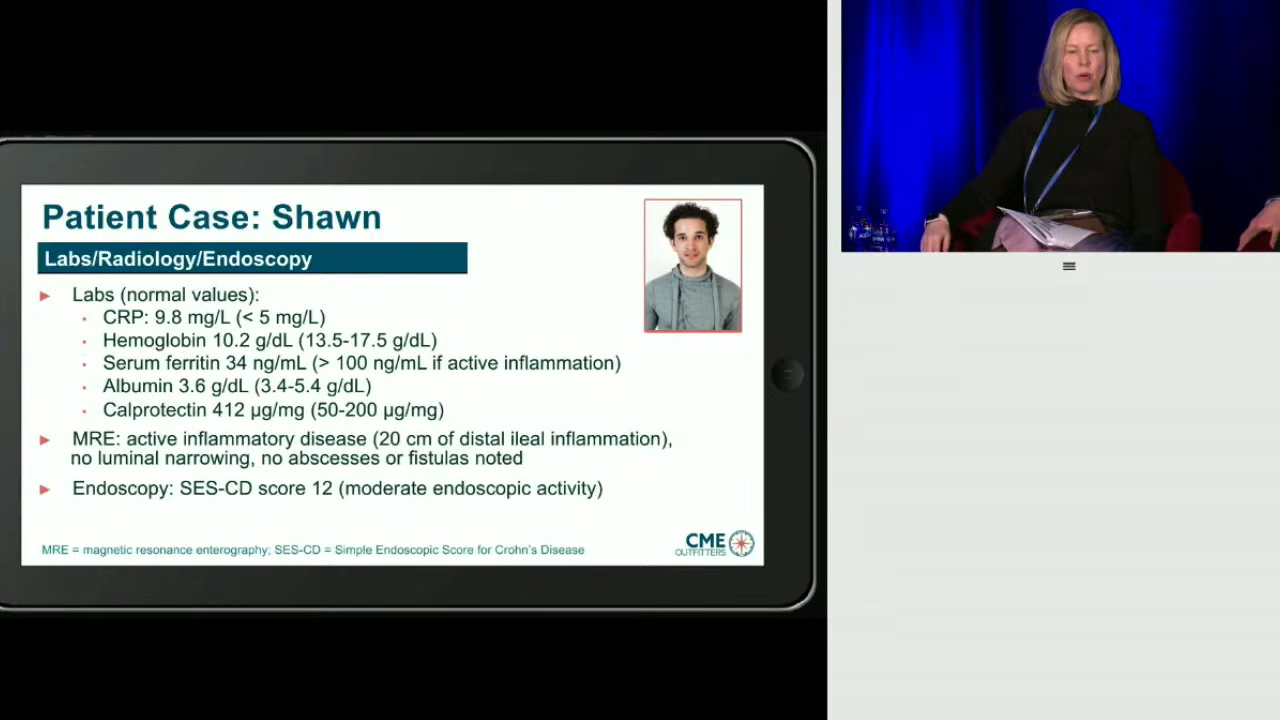 Patient Case: Shawn
Labs/Radiology/Endoscopy
► Labs (normal values):
• CRP: 9.8 mg/L (< 5 mg/L)
• Hemoglobin 10.2 g/dL (13.5-17.5 g/dL)
• Serum ferritin 34 ng/mL (> 100 ng/mL if active inflammation)
• Albumin 3.6 g/dL (3.4-5.4 g/dL)
• Calprotectin 412 µg/mg (50-200 µg/mg)
► MRE: active inflammatory disease (20 cm of distal ileal inflammation),
no luminal narrowing, no abscesses or fistulas noted
► Endoscopy: SES-CD score 12 (moderate endoscopic activity)
MRE = magnetic resonance enterography; SES-CD = Simple Endoscopic Score for Crohn's Disease
CME
OUTFITTERS